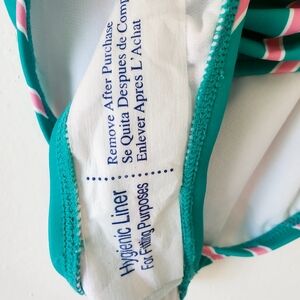 Remove After Purchase
Se Quita Despues de Comp
Enlever Apres L'Achat
Hygienic Liner
For Fitting Purposes